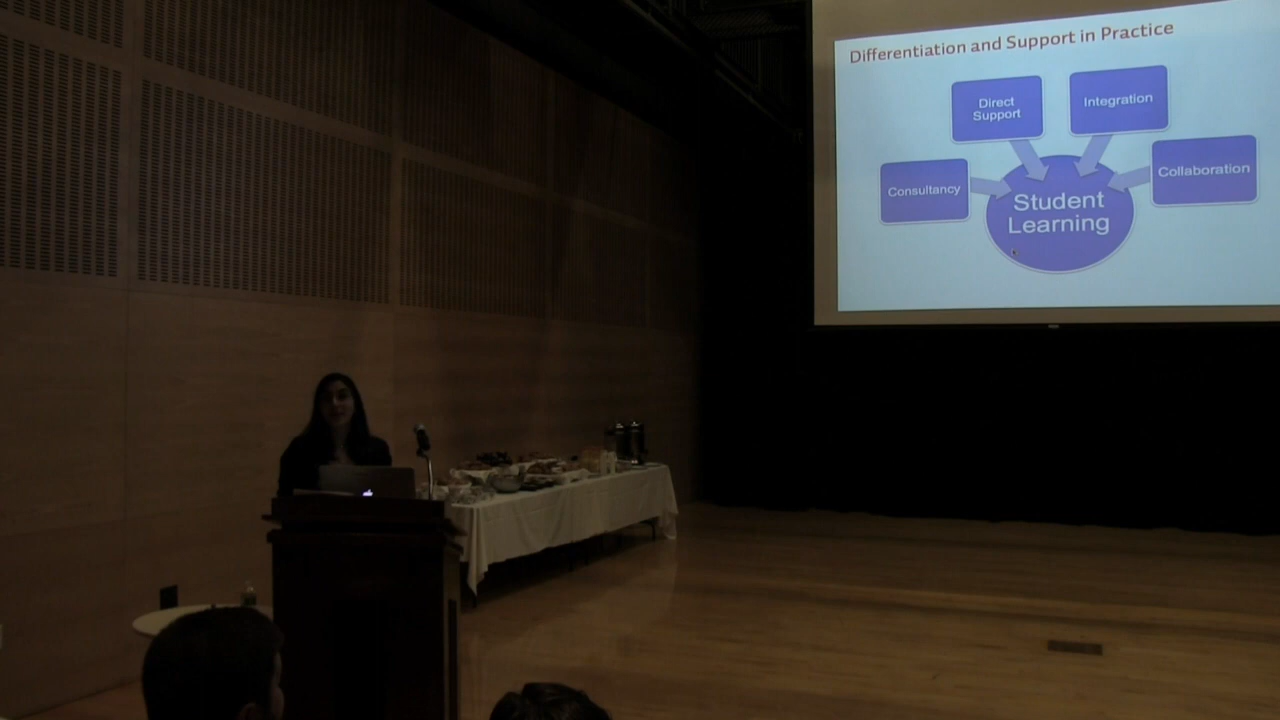 Differentiation and Support in Practice
Direct
Support
Integration
Consultancy
Collaboration
Student
Learning